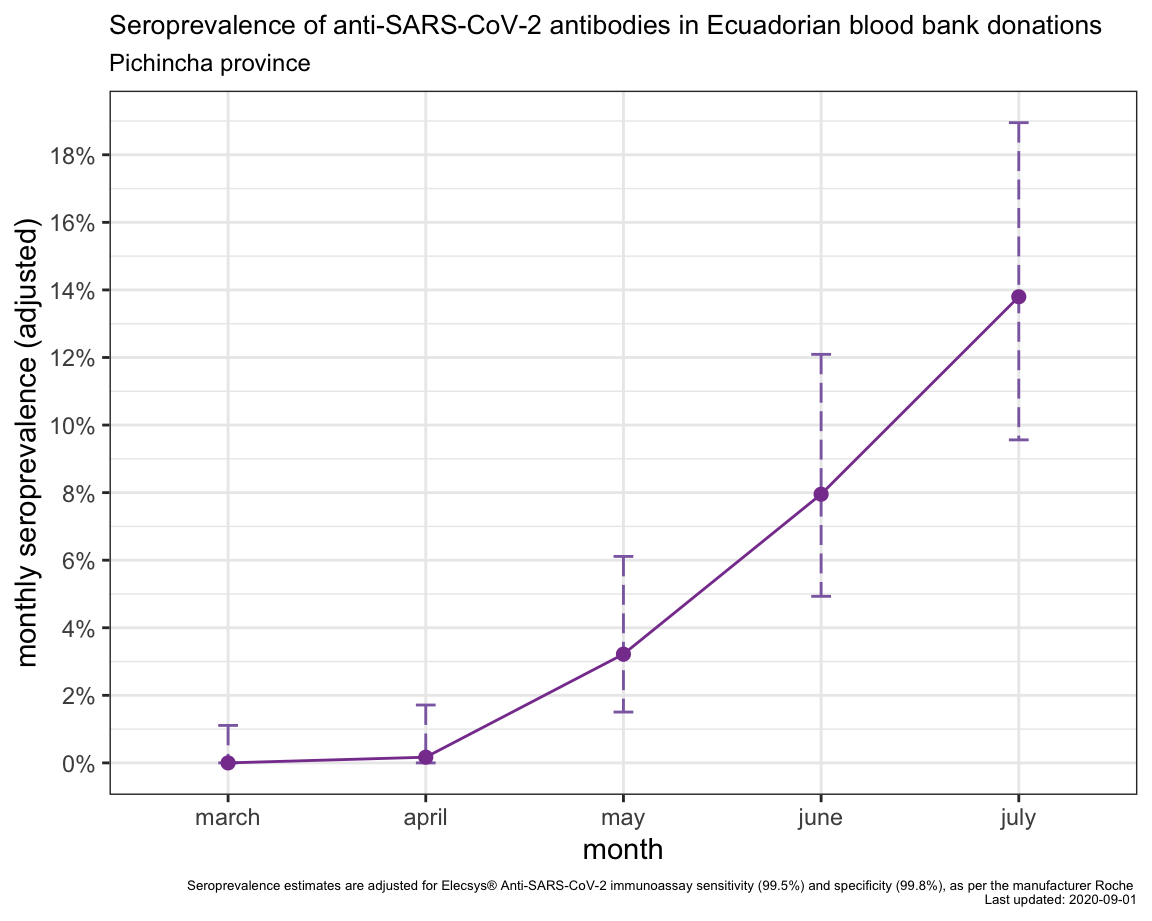 Seroprevalence of anti-SARS-CoV-2 antibodies in Ecuadorian blood bank donations
Pichincha province
monthly seroprevalence (adjusted)
18%
16%
14%
12%
10%
8%
6%
4%
2%
0%
march april may june july
month
Seroprevalence estimates are adjusted for Elecsys® Anti-SARS-CoV-2 immunoassay sensitivity (99.5%) and specificity (99.8%), as per the manufacturer Roche
Last updated: 2020-09-01